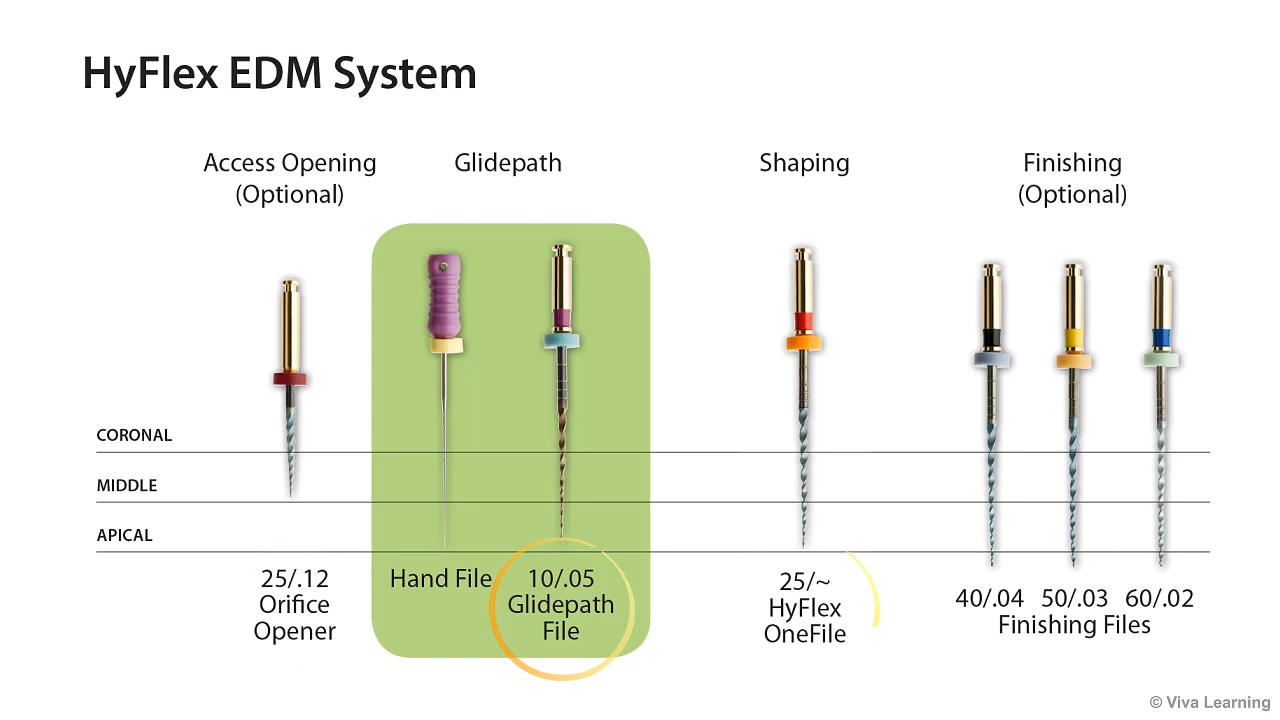 HyFlex EDM System
Access Opening
(Optional)
Glidepath
Shaping
Finishing
(Optional)
CORONAL
MIDDLE
APICAL
25/.12
Orifice
Opener
Hand File
10/.05
Glidepath
File
25/~
HyFlex
OneFile
40/.04 50/.03 60/.02
Finishing Files
© Viva Learning